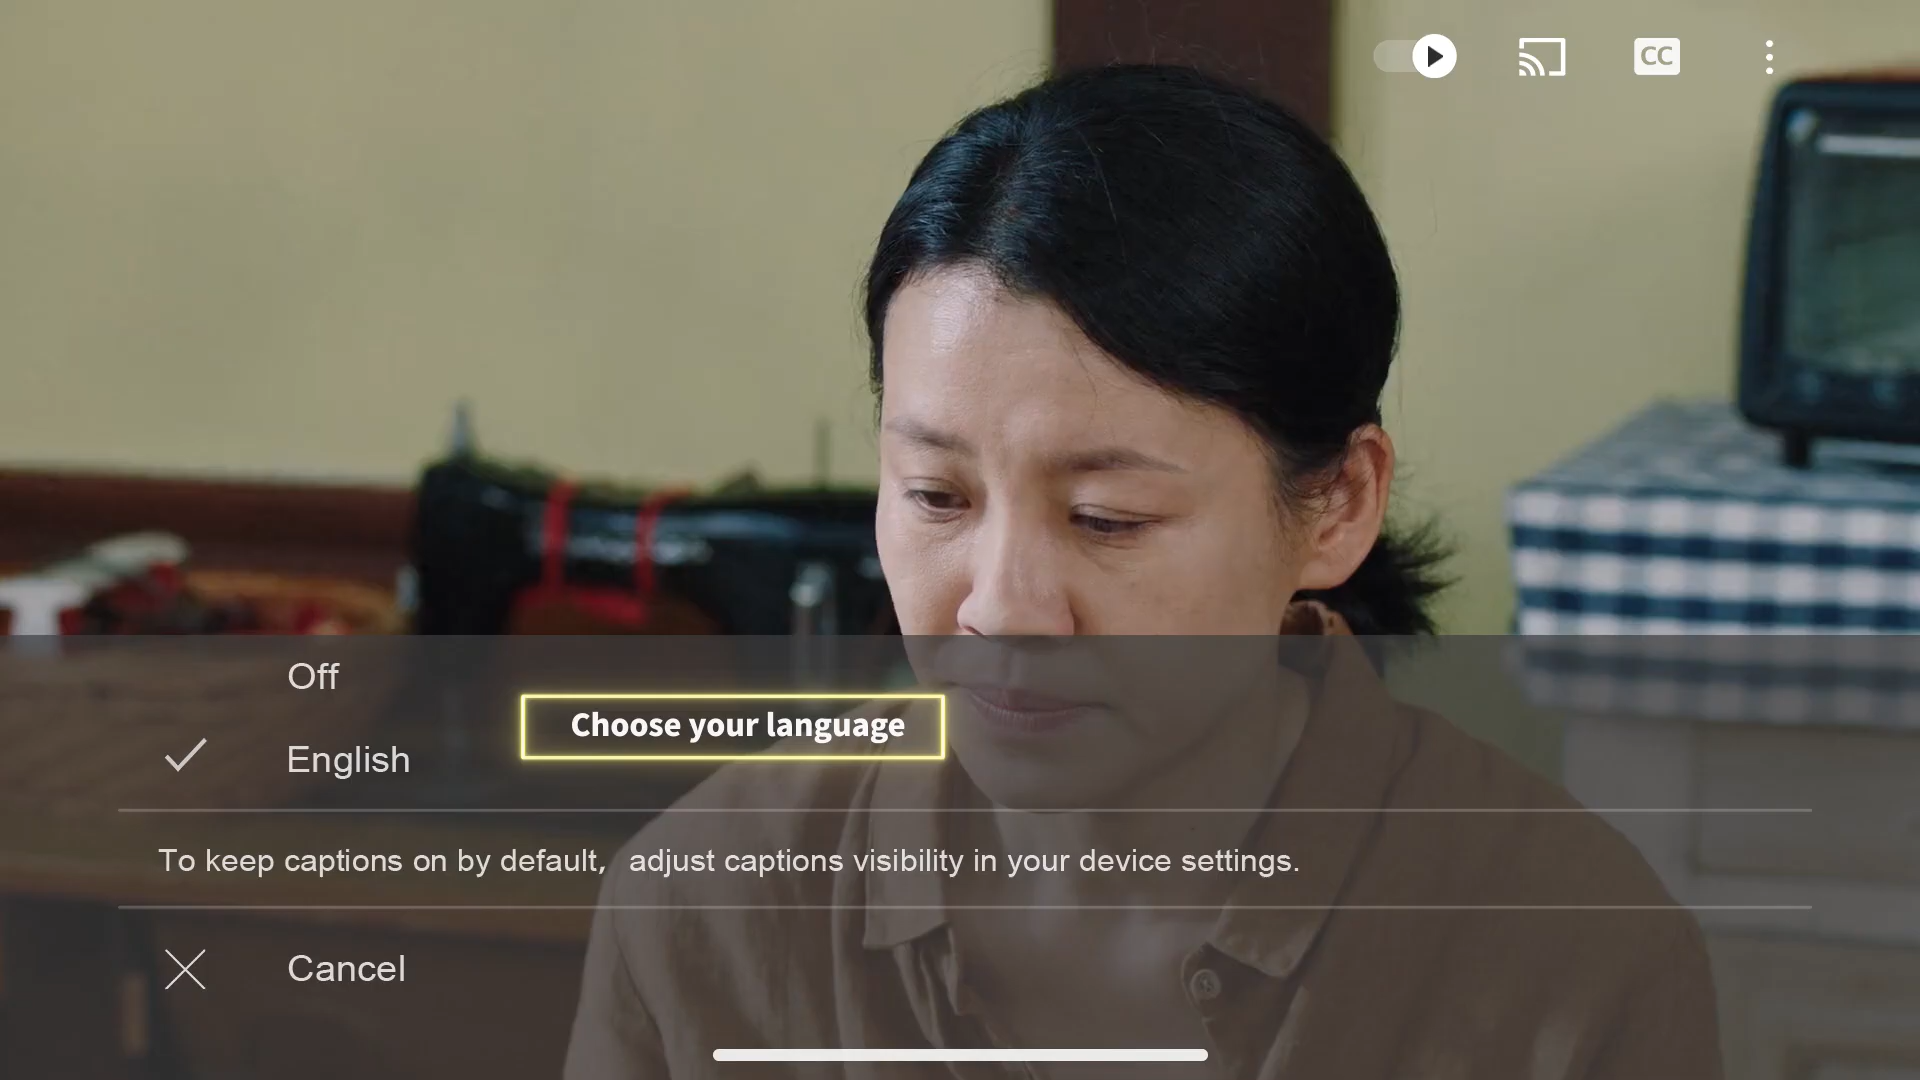 CC
Off
Choose your language
English
To keep captions on by default, adjust captions visibility in your device settings.
Cancel